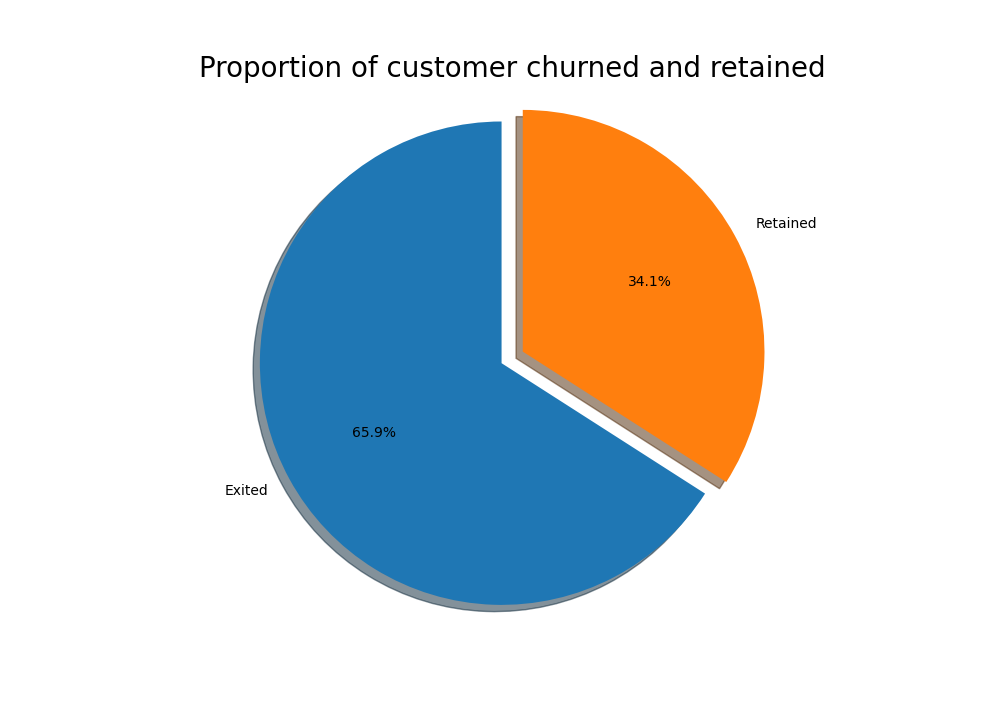 Proportion of customer churned and retained
Retained
34.1%
65.9%
Exited